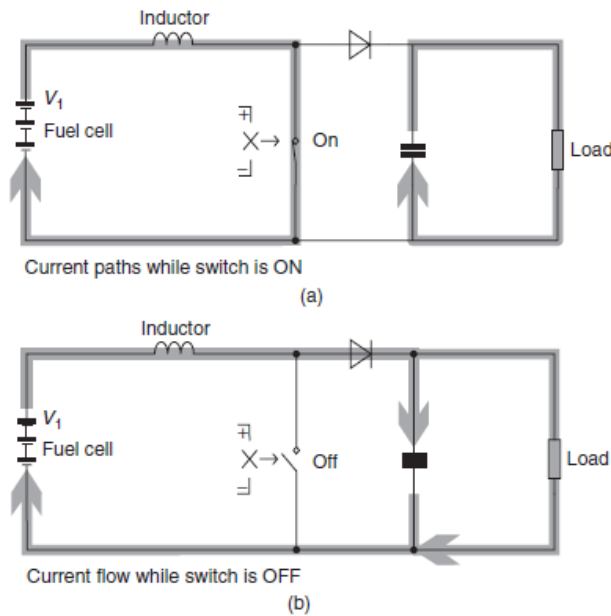 Inductor
V1
Fuel cell
On
Load
Current paths while switch is ON
(a)
Inductor
V1
Fuel cell
Off
Load
Current flow while switch is OFF
(b)